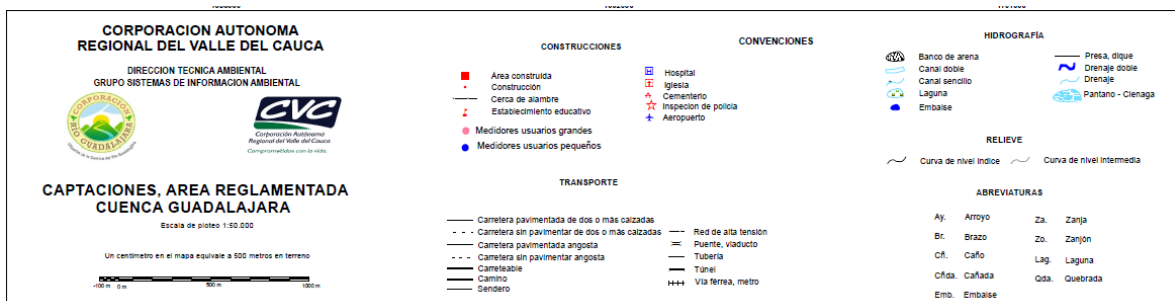 CORPORACION AUTONOMA
REGIONAL DEL VALLE DEL CAUCA
DIRECCION TECNICA AMBIENTAL
GRUPO SISTEMAS DE INFORMACION AMBIENTAL
CORPORACION
RIO GUADALAJARA
CVC
Corporación Autónoma
Regional del Valle del Cauca
Comprometidos con la vida.
CAPTACIONES, AREA REGLAMENTADA
CUENCA GUADALAJARA
Escala de ploteo 1:50.000
Un centímetro en el mapa equivale a 500 metros en terreno
-100 m 0 m 500 m 1000 m
CONVENCIONES
CONSTRUCCIONES
Area construida
Construcción
Cerca de alambre
Establecimiento educativo
Medidores usuarios grandes
Medidores usuarios pequeños
Hospital
Iglesia
Cementerio
Inspecion de policía
Aeropuerto
TRANSPORTE
Carretera pavimentada de dos o más calzadas
Carretera sin pavimentar de dos o más calzadas
Carretera pavimentada angosta
Carretera sin pavimentar angosta
Carreteable
Camino
Sendero
Red de alta tensión
Puente, viaducto
Tubería
Túnel
Vía férrea, metro
HIDROGRAFÍA
Banco de arena
Canal doble
Canal sencillo
Laguna
Embalse
Presa, dique
Drenaje doble
Drenaje
Pantano - Cienaga
RELIEVE
Curva de nivel índice
Curva de nivel intermedia
ABREVIATURAS
Ay. Arroyo
Br. Brazo
Cñ. Caño
Cñda. Cañada
Emb. Embalse
Za. Zanja
Zo. Zanjón
Lag. Laguna
Qda. Quebrada